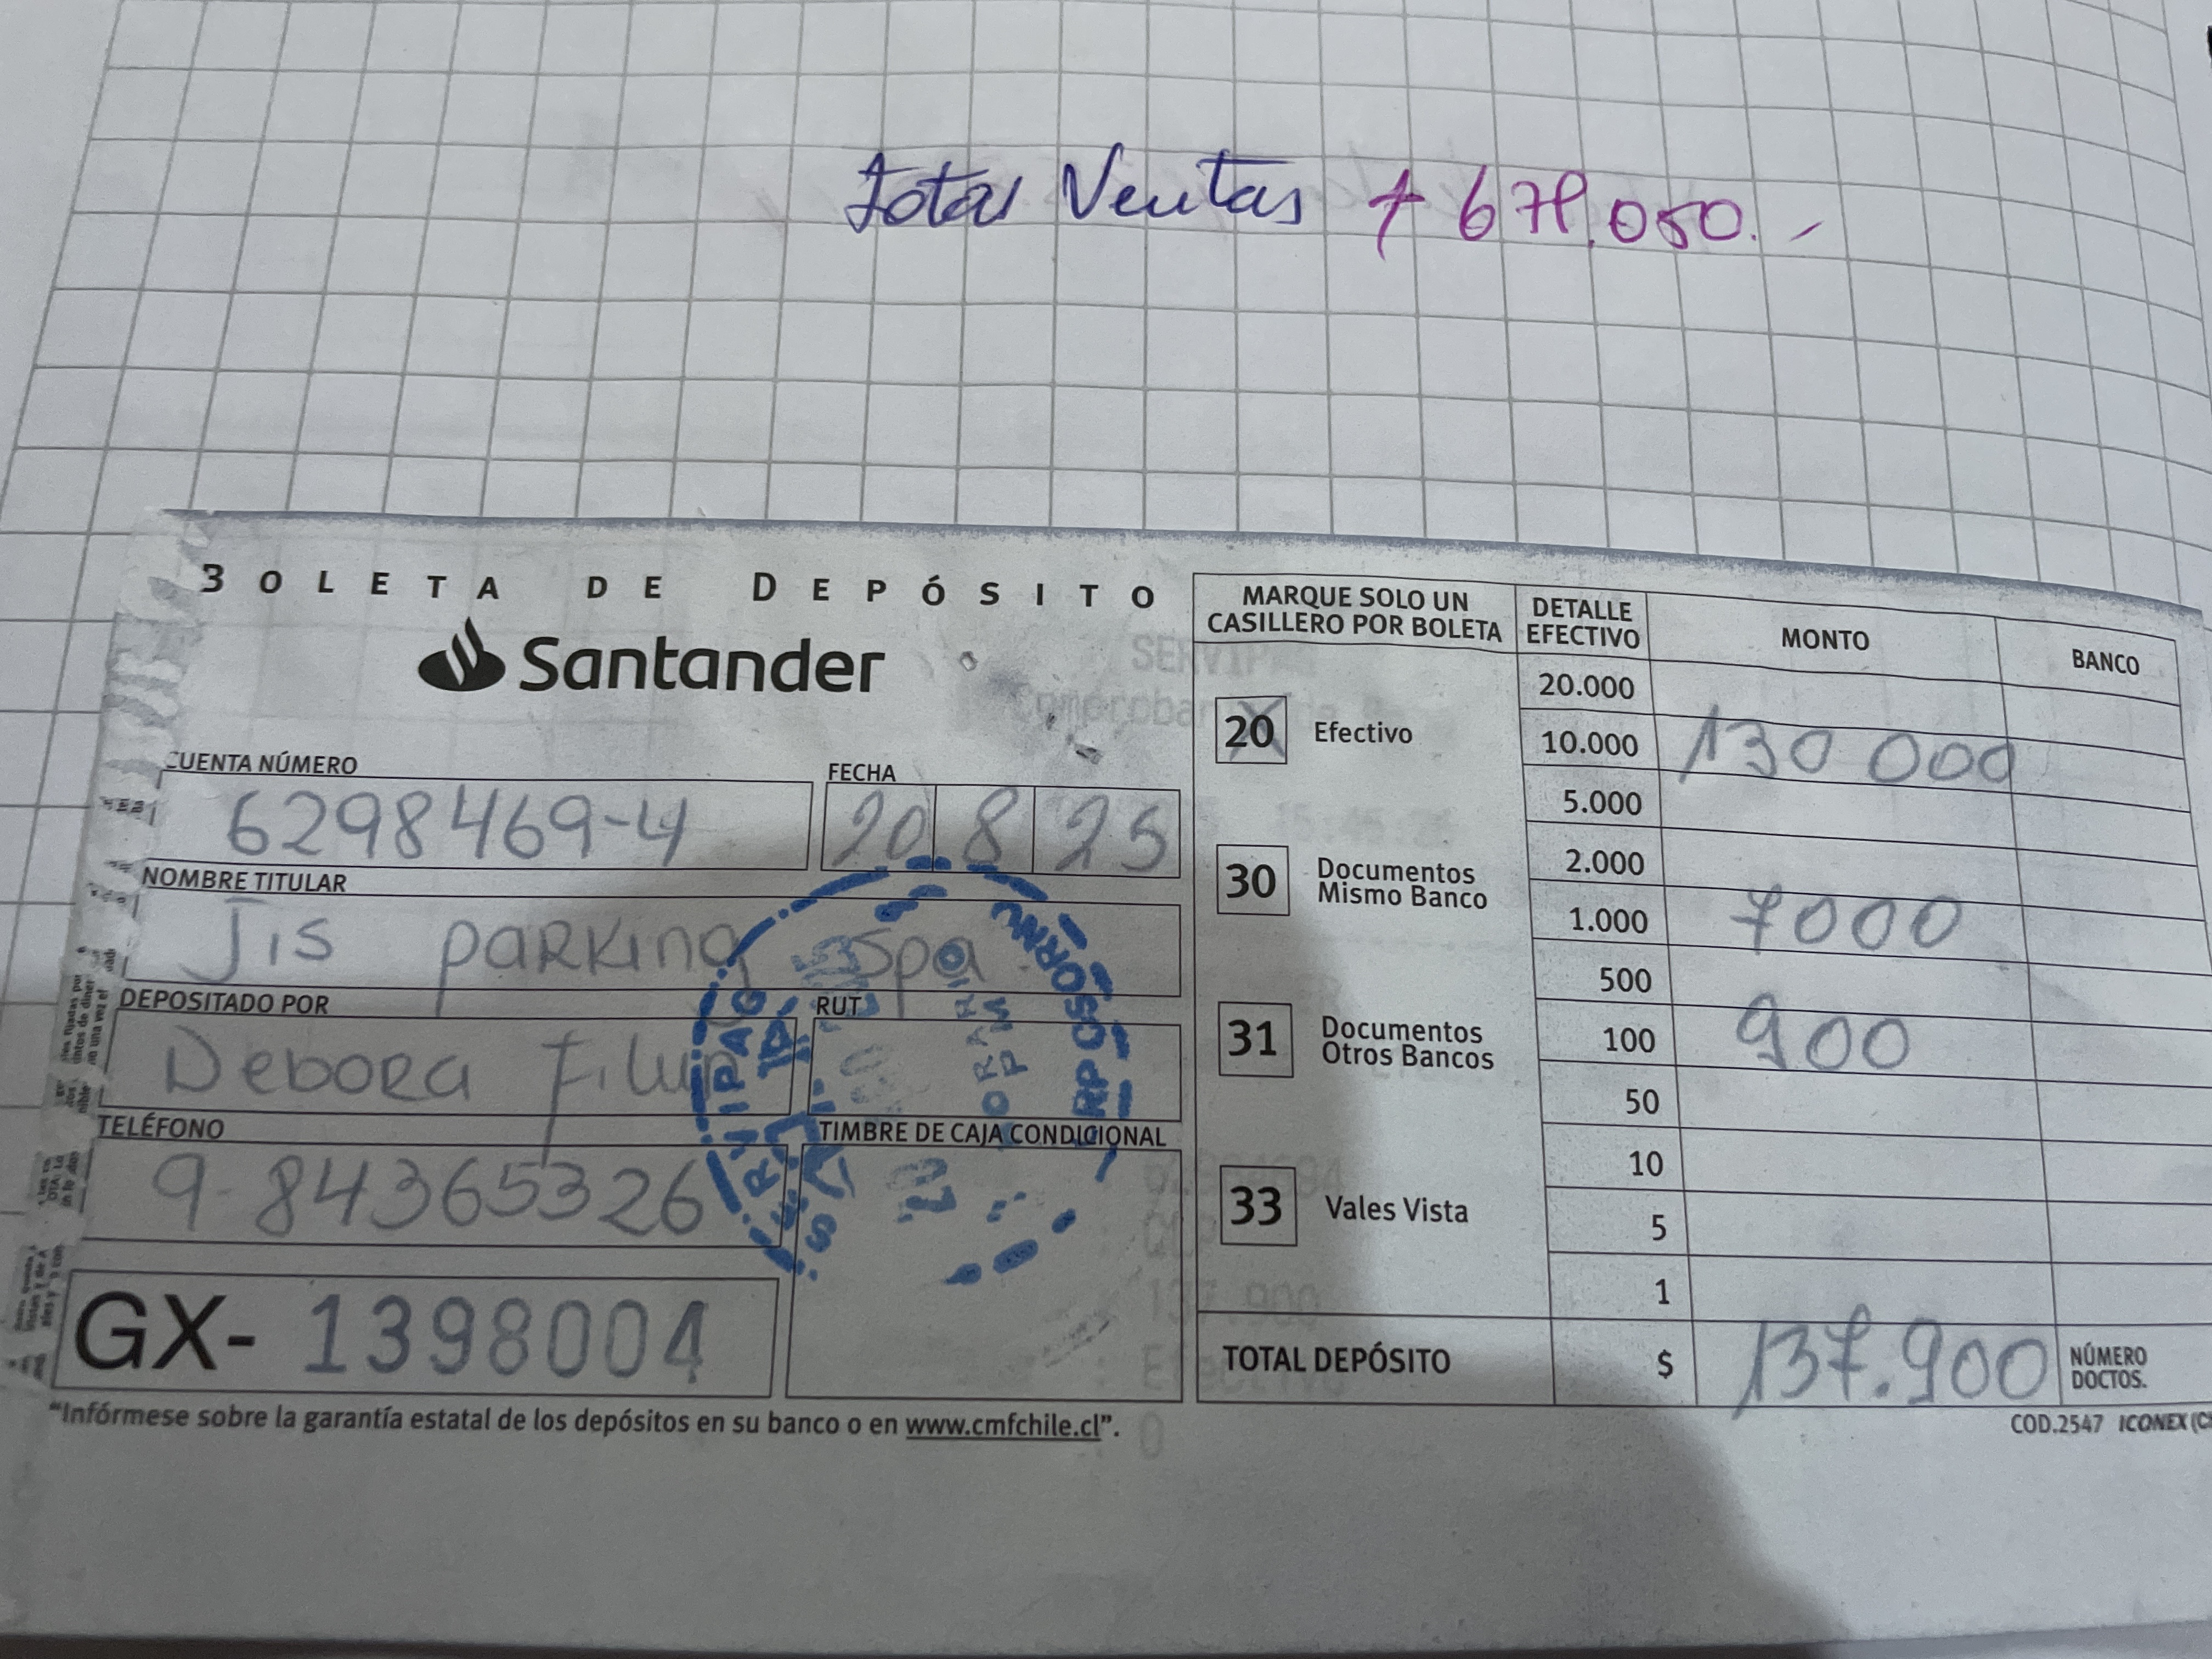 total Ventas + 679.050.-
BOLETA DE DEPÓSITO
Santander
CUENTA NÚMERO
6298469-4
FECHA
20 8 25
NOMBRE TITULAR
Jis parking Spa
DEPOSITADO POR
Debora
RUT
TELÉFONO
9-84365326
TIMBRE DE CAJA CONDICIONAL
GX- 1398004
"Infórmese sobre la garantía estatal de los depósitos en su banco o en www.cmfchile.cl".
MARQUE SOLO UN
CASILLERO POR BOLETA
20 Efectivo
30 Documentos
Mismo Banco
31 Documentos
Otros Bancos
33 Vales Vista
DETALLE
EFECTIVO
MONTO
BANCO
20.000
10.000 130 000
5.000
2.000
1.000 7000
500
100 900
50
10
5
1
TOTAL DEPÓSITO $ 137.900
NÚMERO
DOCTOS.
COD.2547 ICONEX